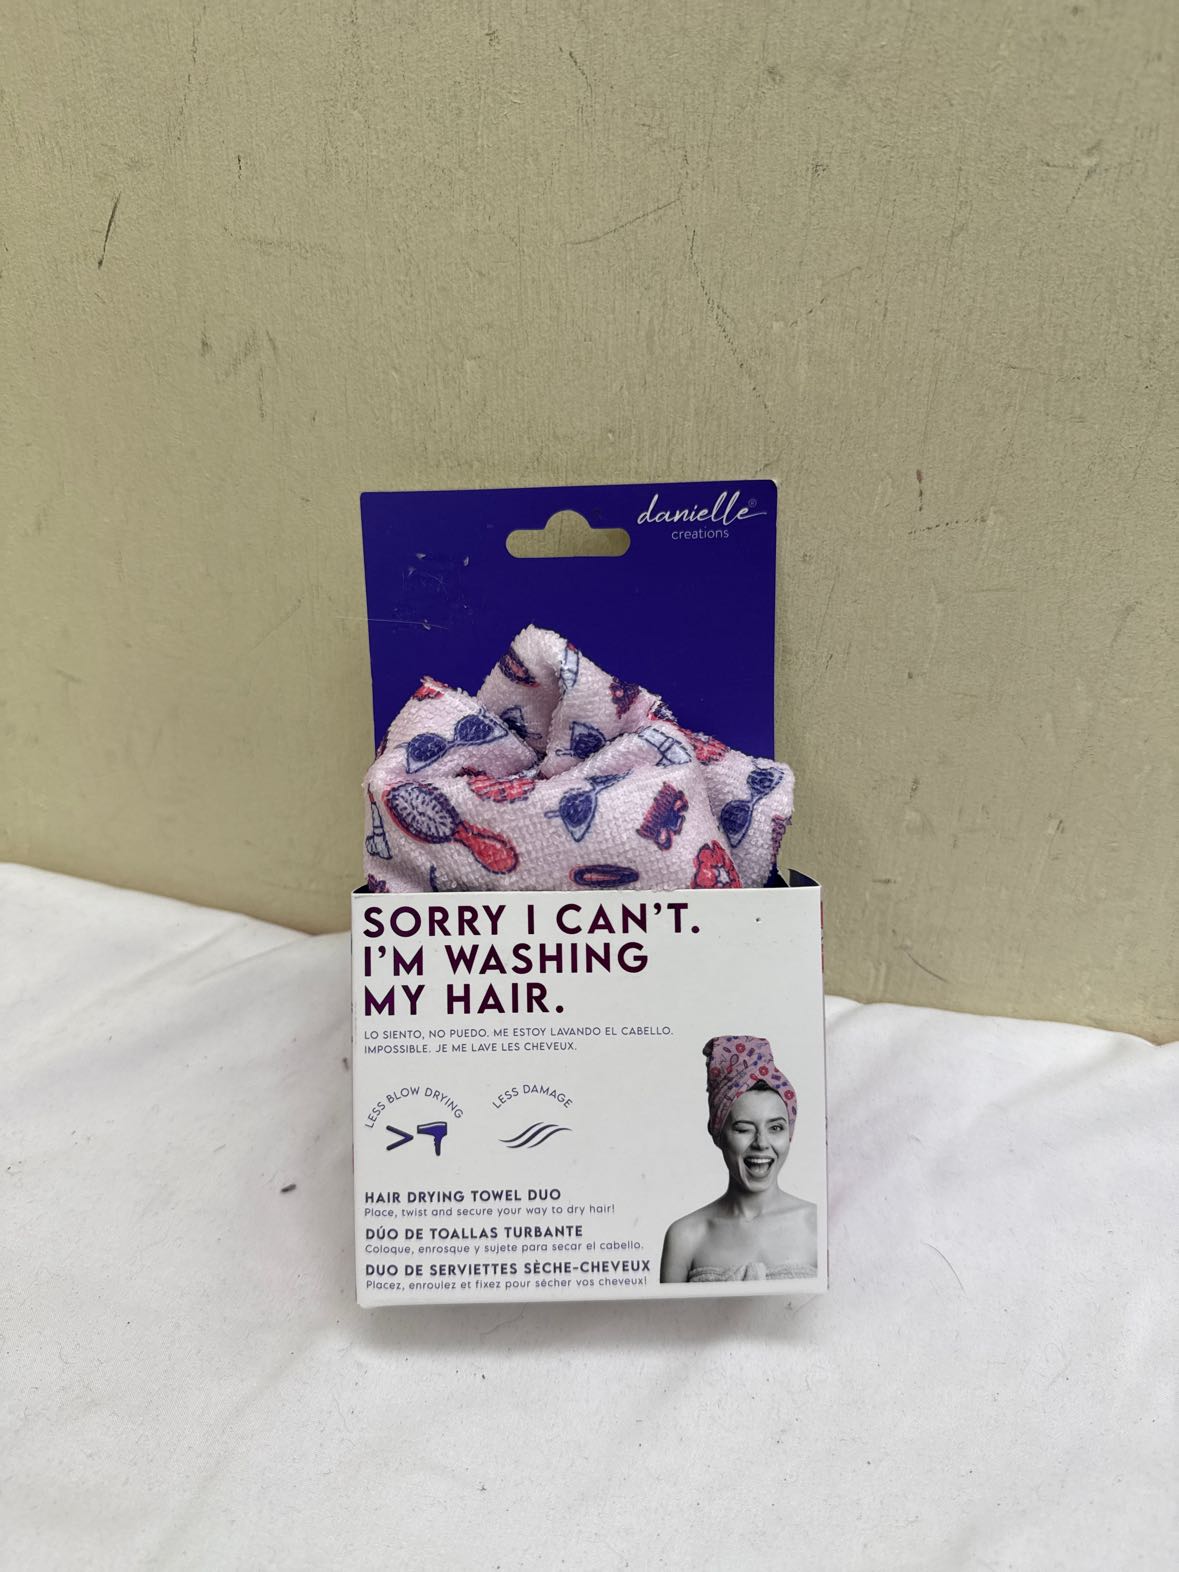 danielle®
creations
SORRY I CAN'T.
I'M WASHING
MY HAIR.
LO SIENTO, NO PUEDO. ME ESTOY LAVANDO EL CABELLO.
IMPOSSIBLE. JE ME LAVE LES CHEVEUX.
LESS BLOW DRYING
LESS DAMAGE
HAIR DRYING TOWEL DUO
Place, twist and secure your way to dry hair!
DÚO DE TOALLAS TURBANTE
Coloque, enrosque y sujete para secar el cabello.
DUO DE SERVIETTES SÈCHE-CHEVEUX
Placez, enroulez et fixez pour sécher vos cheveux!